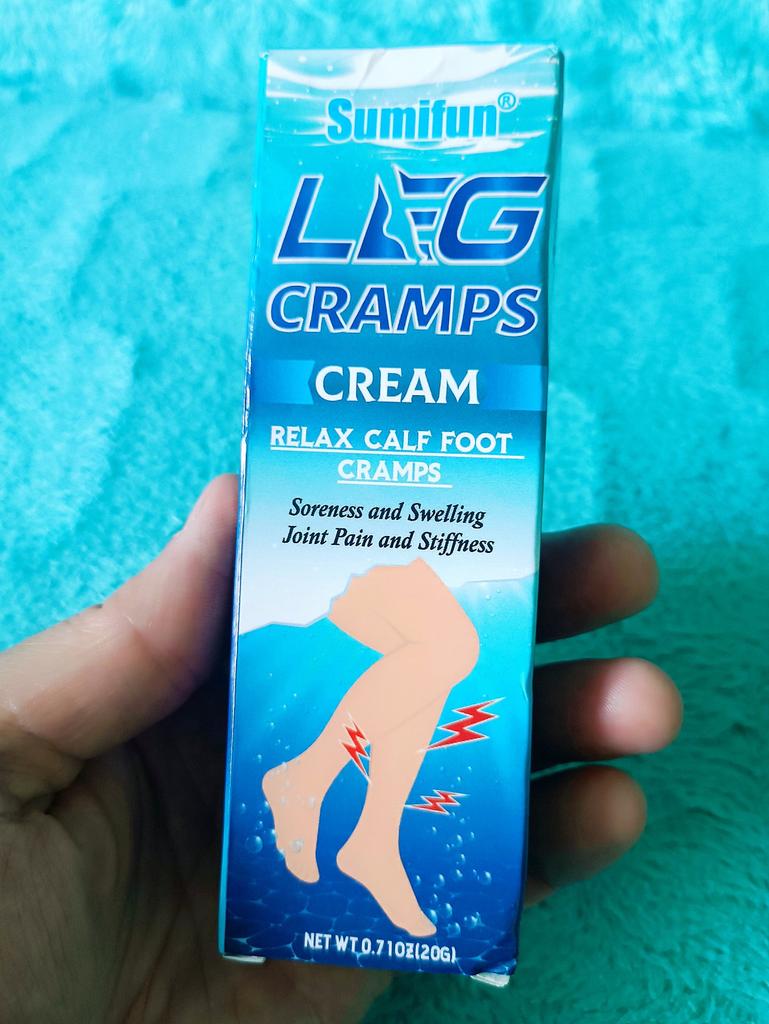 Sumifun®
LEG
CRAMPS
CREAM
RELAX CALF FOOT
CRAMPS
Soreness and Swelling
Joint Pain and Stiffness
NET WT 0.71OZ(20G)